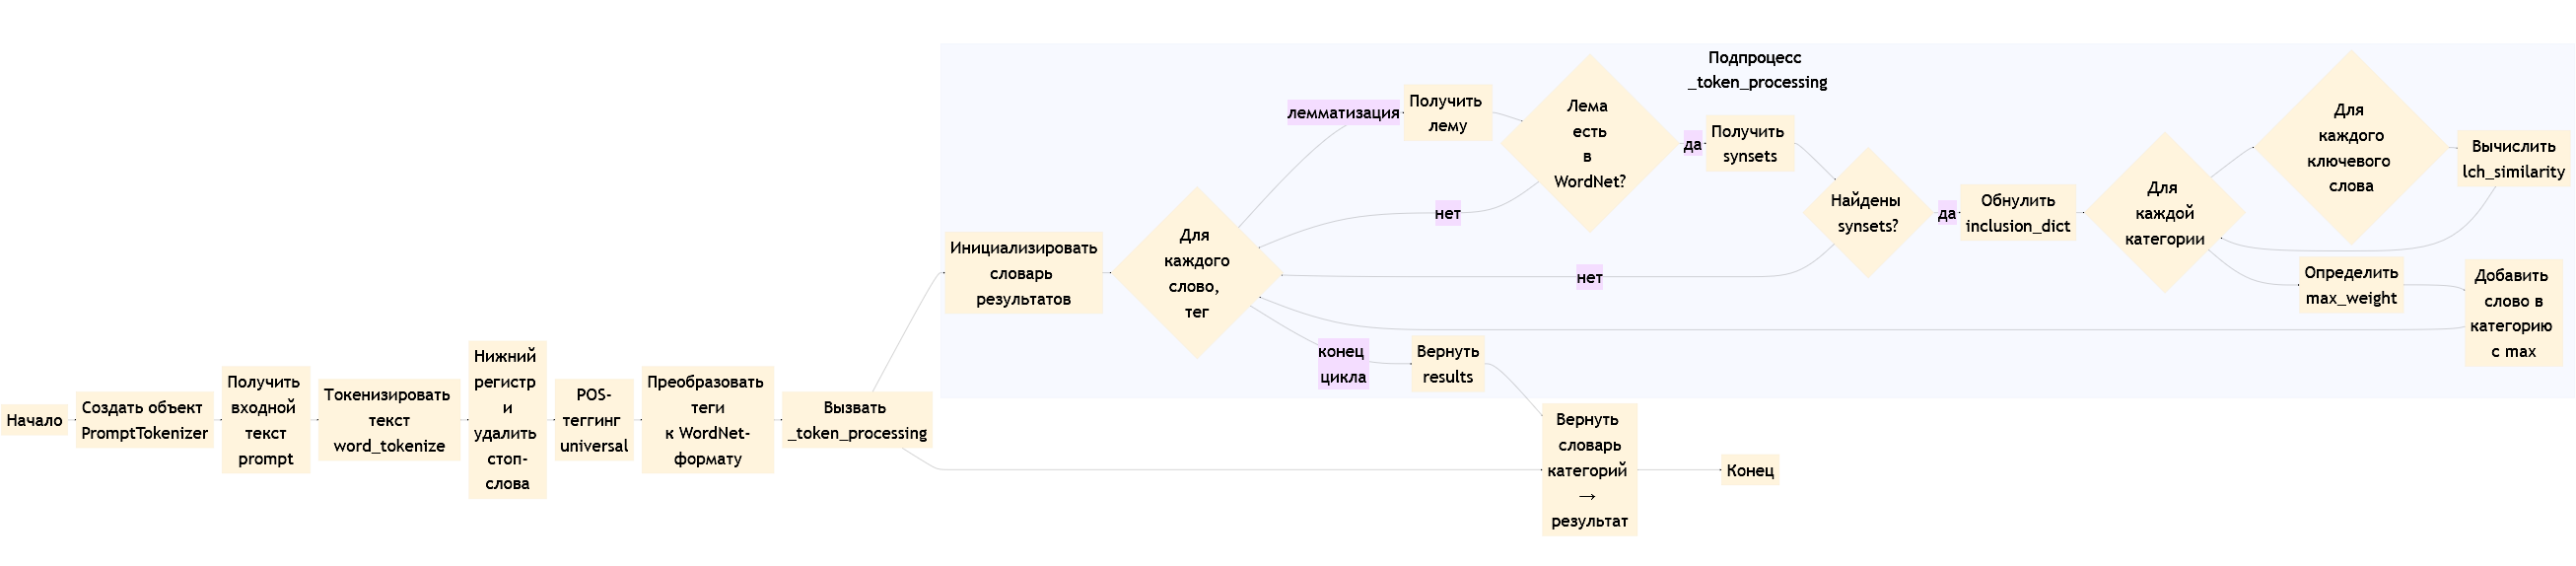 Подпроцесс
_token_processing
Начало
Создать объект
PromptTokenizer
Получить
входной
текст
prompt
Токенизировать
текст
word_tokenize
Нижний
регистр
и
удалить
стоп-
слова
POS-
теггинг
universal
Преобразовать
теги
к WordNet-
формату
Вызвать
_token_processing
Инициализировать
словарь
результатов
Для
каждого
слово,
тег
лемматизация
Получить
лему
Лема
есть
в
WordNet?
нет
да
Получить
synsets
Найдены
synsets?
нет
да
Обнулить
inclusion_dict
Для
каждой
категории
Для
каждого
ключевого
слова
Вычислить
lch_similarity
Определить
max_weight
Добавить
слово в
категорию
с max
конец
цикла
Вернуть
results
Вернуть
словарь
категорий
→
результат
Конец